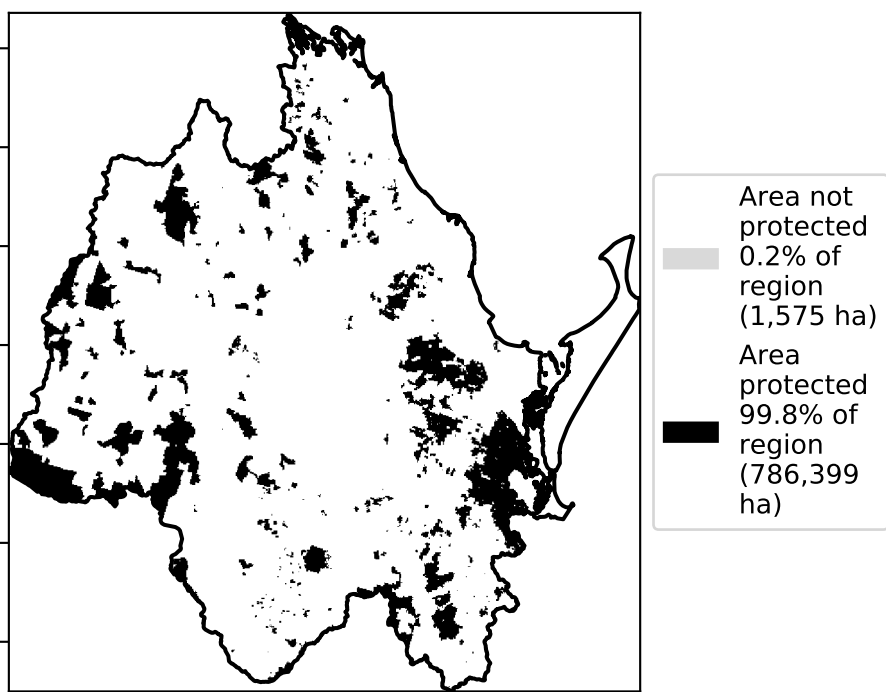 Area not
protected
0.2% of
region
(1,575 ha)
Area
protected
99.8% of
region
(786,399
ha)